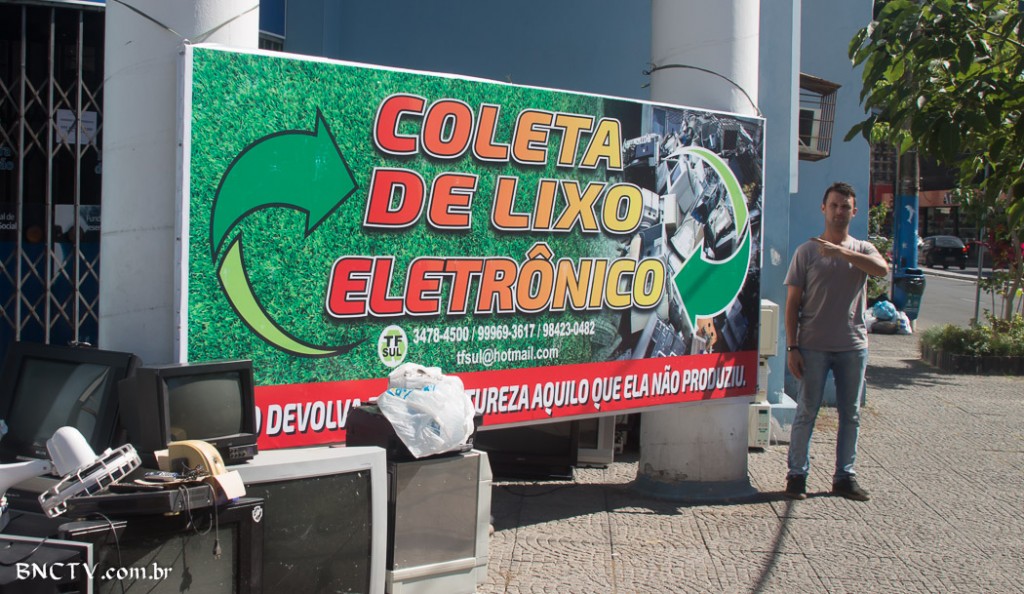 COLETA
DE LIXO
ELETRÔNICO
TF
SUL
3478-4500 / 99969-3617 / 98423-0482
tfsul@hotmail.com
DEVOLVA TUREZA AQUILO QUE ELA NÃO PRODUZIU.
BNCTV.com.br